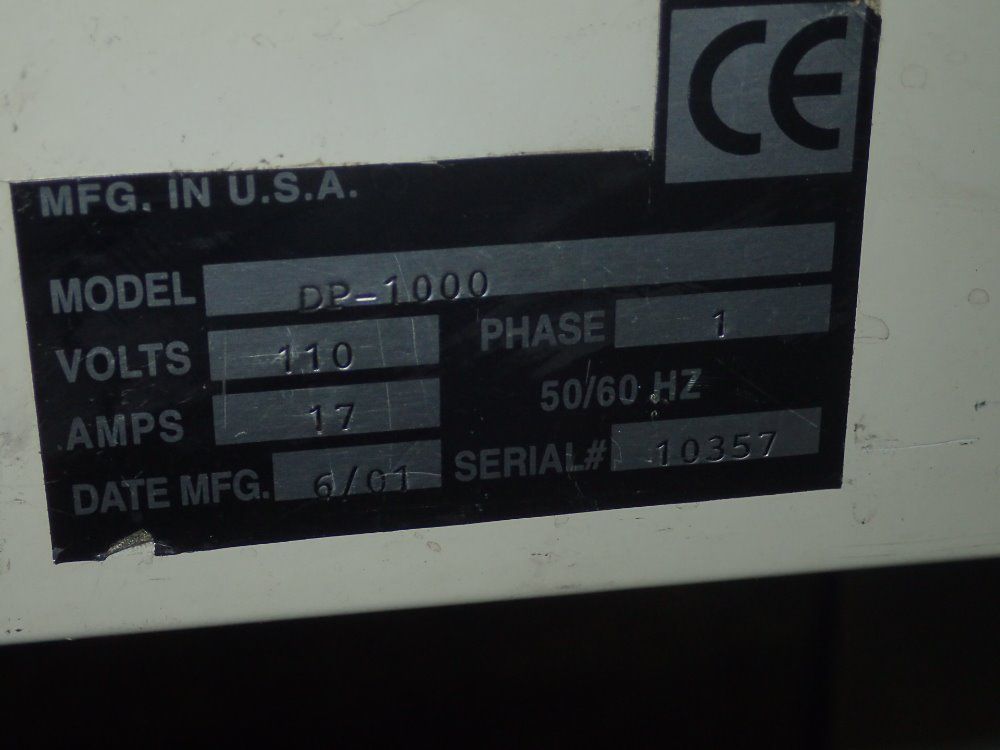 CE
MFG. IN U.S.A.
MODEL DP-1000
VOLTS 110 PHASE 1
AMPS 17 50/60 HZ
DATE MFG. 6/01 SERIAL# 10357